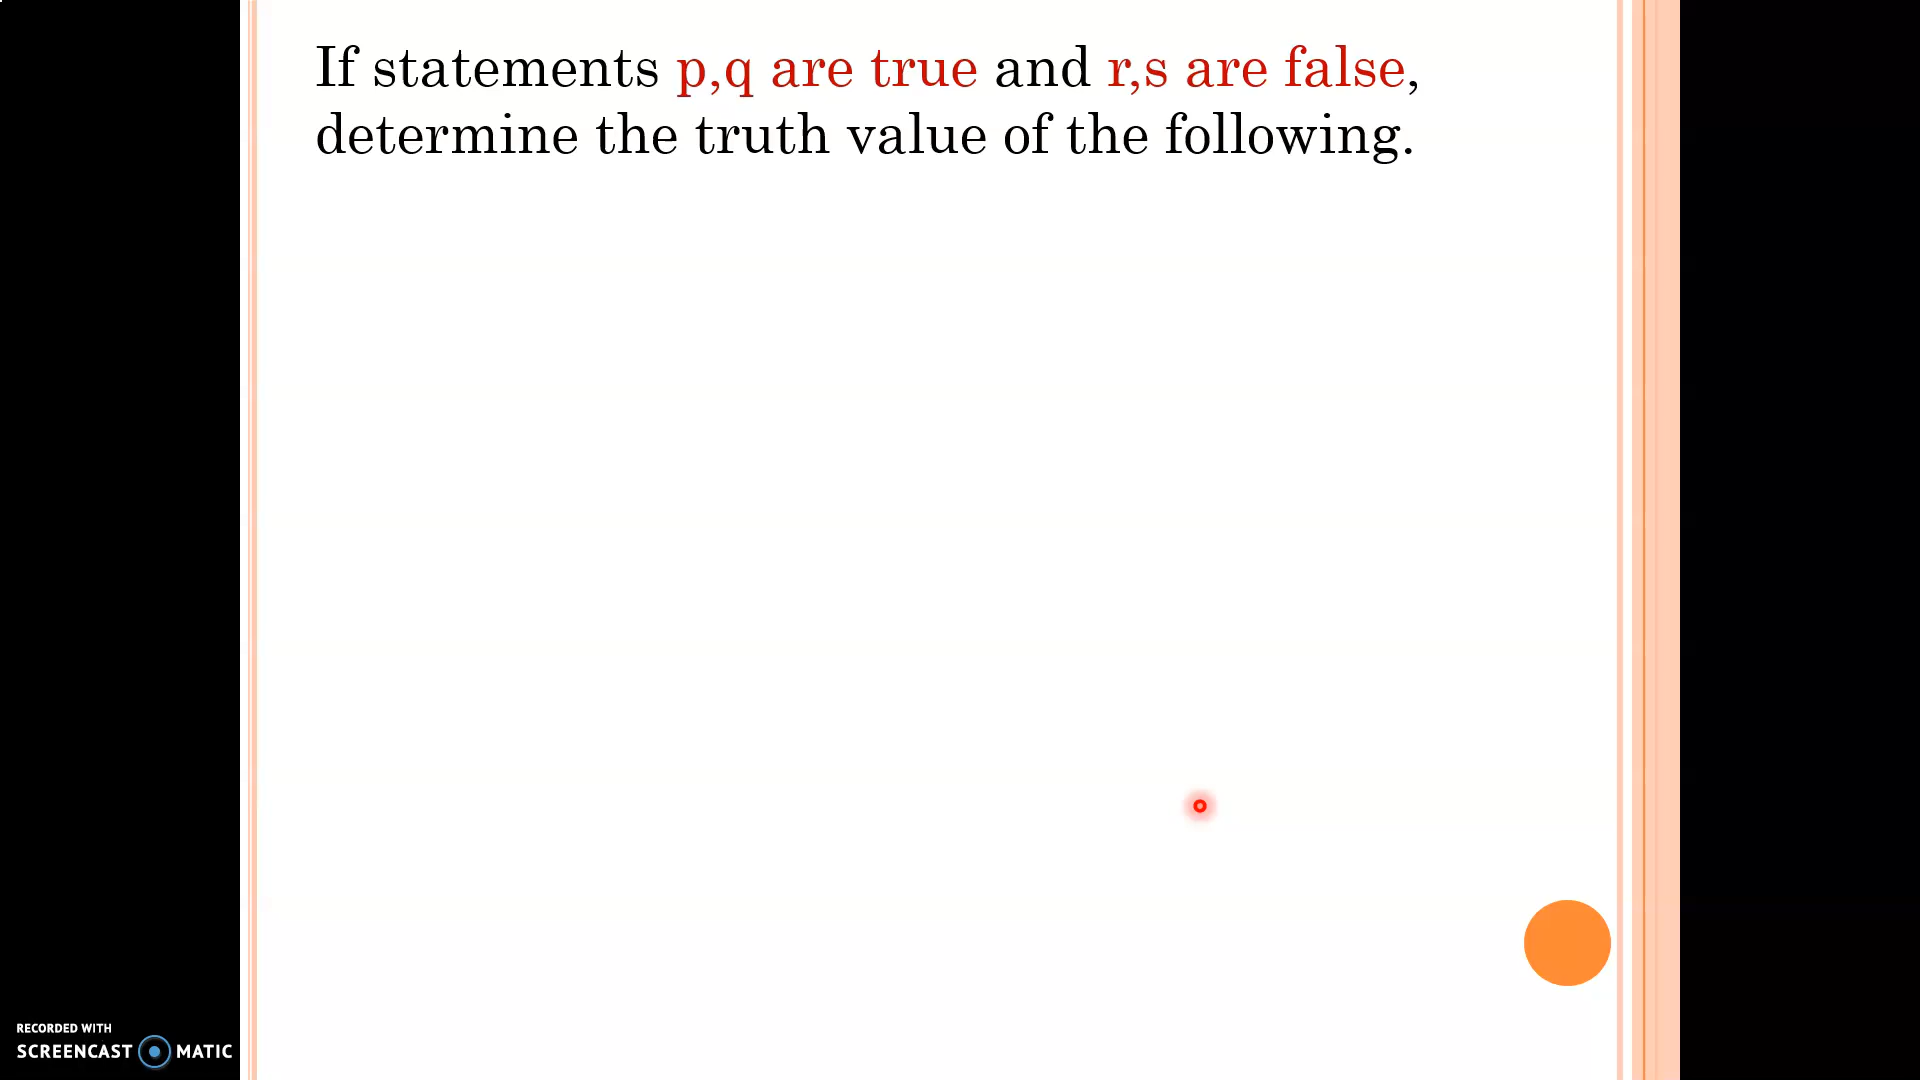 If statements p,q are true and r,s are false,
determine the truth value of the following.
RECORDED WITH
SCREENCAST MATIC